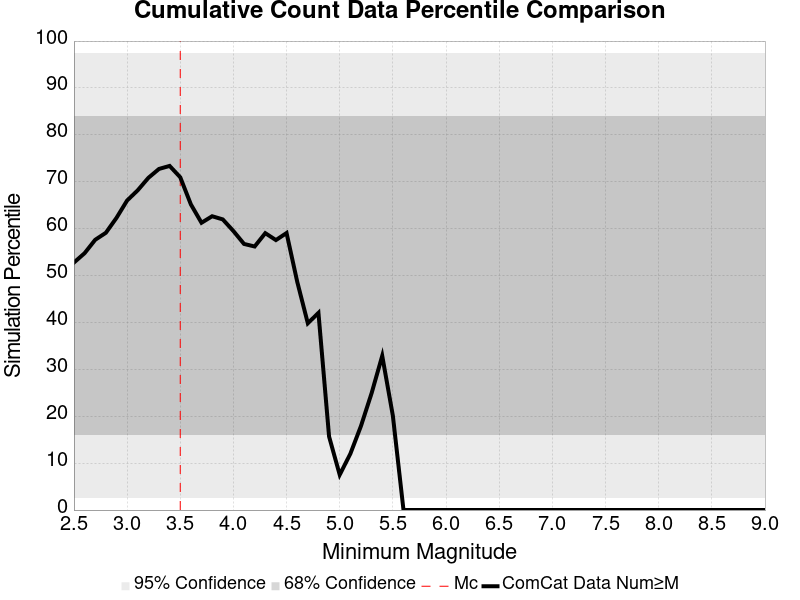 Cumulative Count Data Percentile Comparison
100
90
80
70
60
50
40
30
20
10
0
Simulation Percentile
2.5 3.0 3.5 4.0 4.5 5.0 5.5 6.0 6.5 7.0 7.5 8.0 8.5 9.0
Minimum Magnitude
95% Confidence 68% Confidence Mc ComCat Data Num≥M